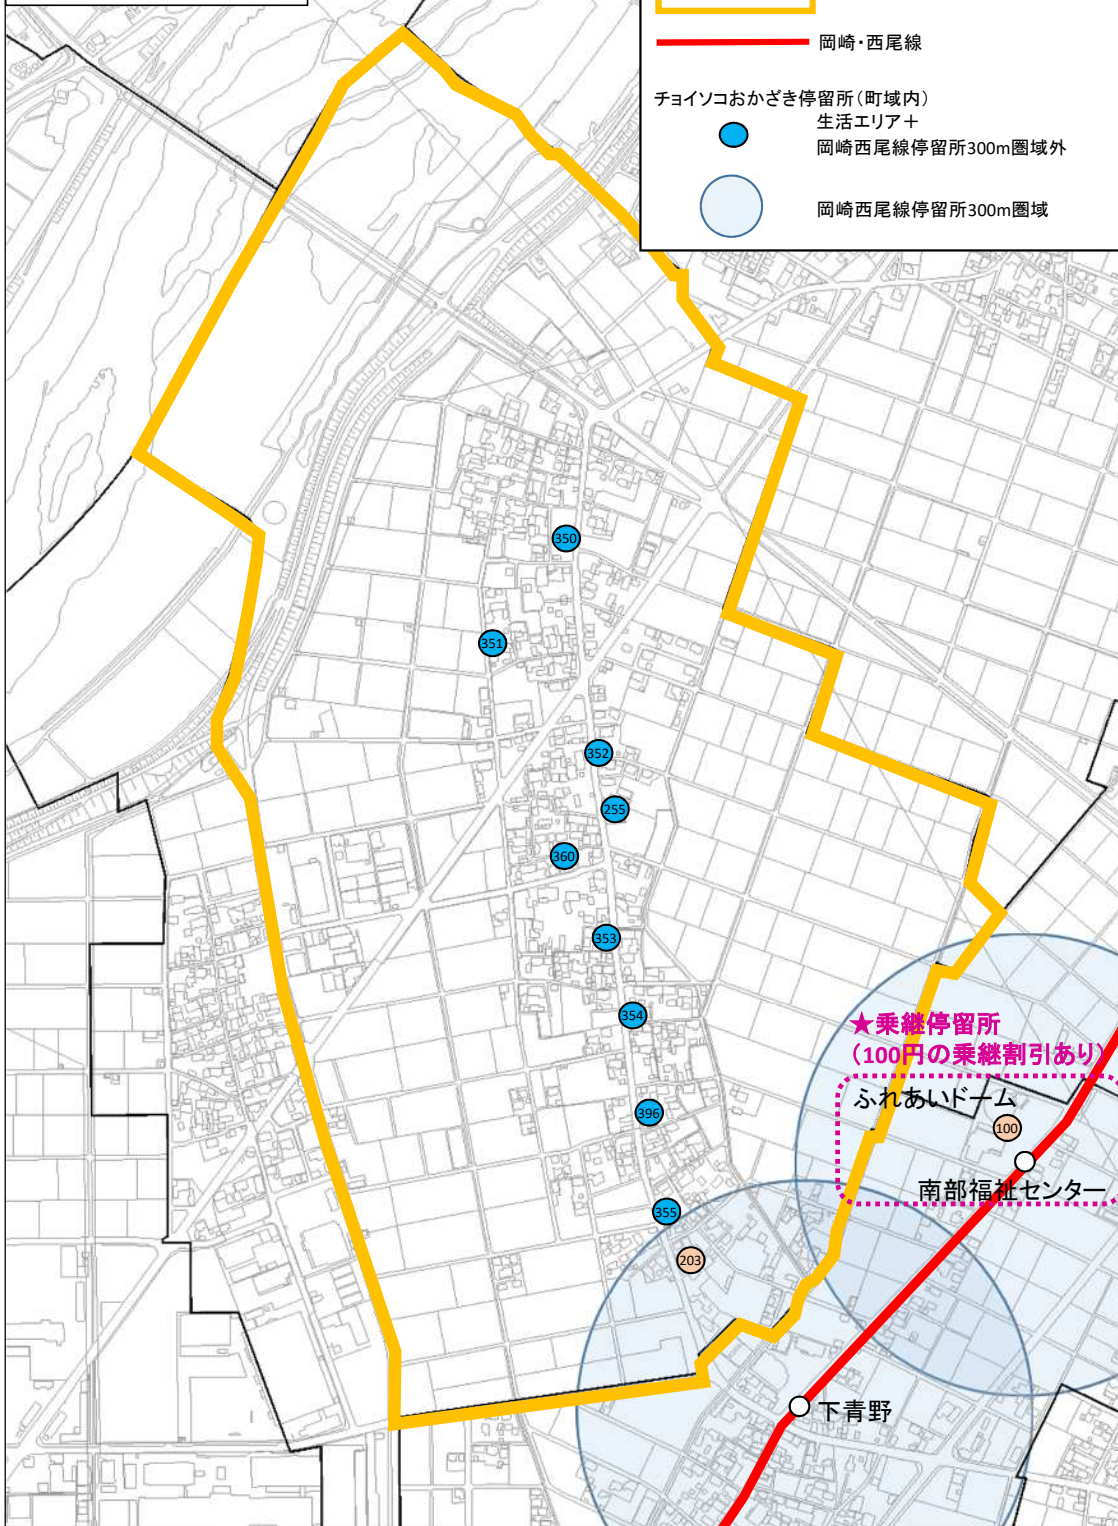 岡崎・西尾線
チョイソコおかざき停留所（町域内）
生活エリア＋
岡崎西尾線停留所300m圏域外
岡崎西尾線停留所300m圏域
350
351
352
255
360
353
354
★乗継停留所
（100円の乗継割引あり）
ふれあいドーム
396
100
南部福祉センター
355
203
下青野